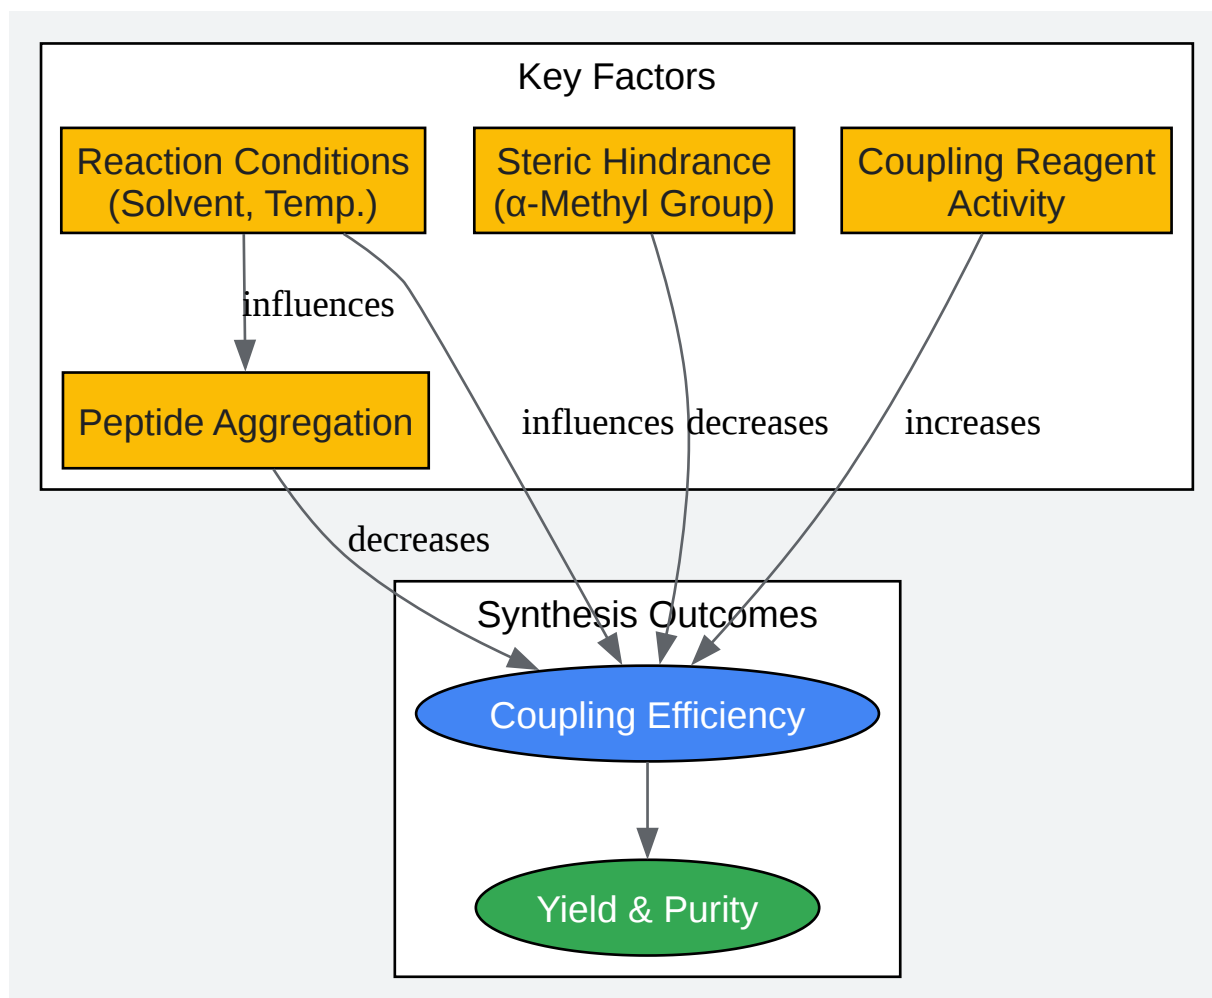 Key Factors
Reaction Conditions
(Solvent, Temp.)
Steric Hindrance
(α-Methyl Group)
Coupling Reagent
Activity
influences
Peptide Aggregation
influences
decreases
increases
decreases
Synthesis Outcomes
Coupling Efficiency
Yield & Purity